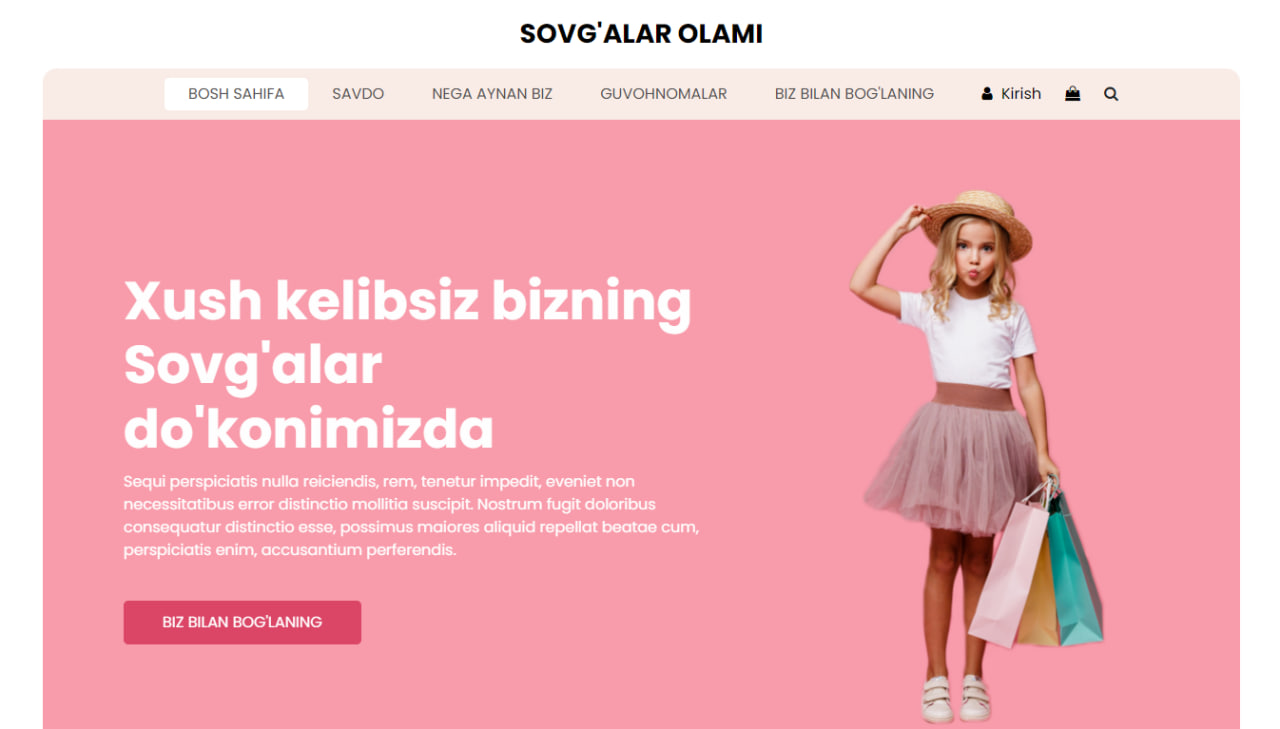 SOVG'ALAR OLAMI
BOSH SAHIFA SAVDO NEGA AYNAN BIZ GUVOHNOMALAR BIZ BILAN BOG'LANING Kirish
Xush kelibsiz bizning
Sovg'alar
do'konimizda
Sequi perspiciatis nulla reiciendis, rem, tenetur impedit, eveniet non
necessitatibus error distinctio mollitia suscipit. Nostrum fugit doloribus
consequatur distinctio esse, possimus maiores aliquid repellat beatae cum,
perspiciatis enim, accusantium perferendis.
BIZ BILAN BOG'LANING